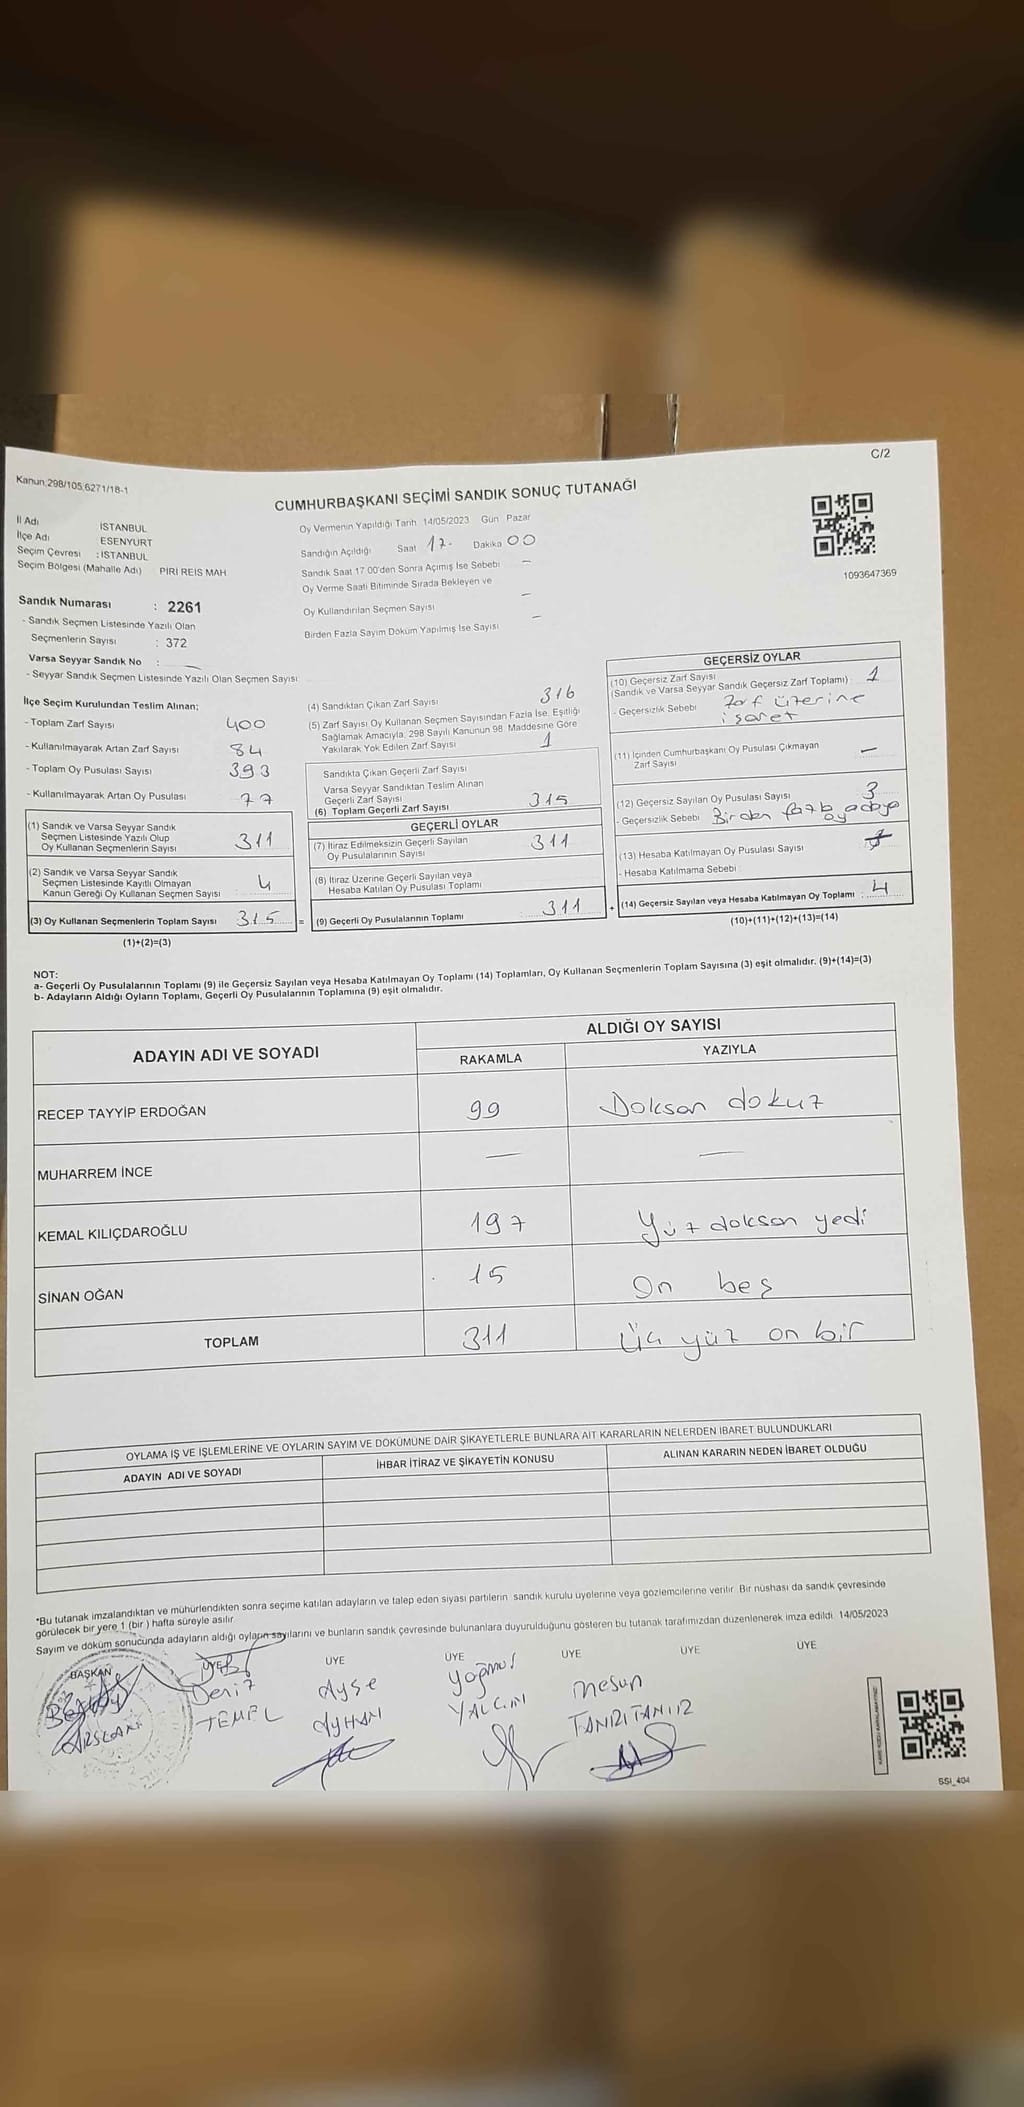 C/2
Kanun:298/105,6271/18-1
CUMHURBAŞKANI SEÇİMİ SANDIK SONUÇ TUTANAĞI
İl Adı İSTANBUL
İlçe Adı ESENYURT
Seçim Çevresi : İSTANBUL
Seçim Bölgesi (Mahalle Adı) PİRİ REİS MAH
Oy Vermenin Yapıldığı Tarih 14/05/2023 Gün Pazar
Sandığın Açıldığı Saat 17- Dakika 00
Sandık Saat 17.00'den Sonra Açımış İse Sebebi —
Oy Verme Saati Bitiminde Sırada Bekleyen ve
Oy Kullandırılan Seçmen Sayısı —
Birden Fazla Sayım Döküm Yapılmış İse Sayısı —
1093647369
Sandık Numarası : 2261
- Sandık Seçmen Listesinde Yazılı Olan
Seçmenlerin Sayısı : 372
Varsa Seyyar Sandık No : —
- Seyyar Sandık Seçmen Listesinde Yazılı Olan Seçmen Sayısı:
İlçe Seçim Kurulundan Teslim Alınan;
- Toplam Zarf Sayısı 400
- Kullanılmayarak Artan Zarf Sayısı 84
- Toplam Oy Pusulası Sayısı 393
- Kullanılmayarak Artan Oy Pusulası 77
(1) Sandık ve Varsa Seyyar Sandık
Seçmen Listesinde Yazılı Olup
Oy Kullanan Seçmenlerin Sayısı 311
(2) Sandık ve Varsa Seyyar Sandık
Seçmen Listesinde Kayıtlı Olmayan
Kanun Gereği Oy Kullanan Seçmen Sayısı 4
(3) Oy Kullanan Seçmenlerin Toplam Sayısı 315 =
(1)+(2)=(3)
(4) Sandıktan Çıkan Zarf Sayısı 316
(5) Zarf Sayısı Oy Kullanan Seçmen Sayısından Fazla İse, Eşitliği
Sağlamak Amacıyla, 298 Sayılı Kanunun 98. Maddesine Göre
Yakılarak Yok Edilen Zarf Sayısı 1
Sandıkta Çıkan Geçerli Zarf Sayısı
Varsa Seyyar Sandıktan Teslim Alınan
Geçerli Zarf Sayısı
(6) Toplam Geçerli Zarf Sayısı 315
GEÇERLİ OYLAR
(7) İtiraz Edilmeksizin Geçerli Sayılan
Oy Pusulalarının Sayısı 311
(8) İtiraz Üzerine Geçerli Sayılan veya
Hesaba Katılan Oy Pusulası Toplamı
(9) Geçerli Oy Pusulalarının Toplamı 311 +
GEÇERSİZ OYLAR
(10) Geçersiz Zarf Sayısı
(Sandık ve Varsa Seyyar Sandık Geçersiz Zarf Toplamı) : 1
- Geçersizlik Sebebi Zarf üzerine
işaret
(11) İçinden Cumhurbaşkanı Oy Pusulası Çıkmayan
Zarf Sayısı —
(12) Geçersiz Sayılan Oy Pusulası Sayısı 3
- Geçersizlik Sebebi Birden fazla adaya
oy
(13) Hesaba Katılmayan Oy Pusulası Sayısı
- Hesaba Katılmama Sebebi
(14) Geçersiz Sayılan veya Hesaba Katılmayan Oy Toplamı : 4
(10)+(11)+(12)+(13)=(14)
NOT:
a- Geçerli Oy Pusulalarının Toplamı (9) ile Geçersiz Sayılan veya Hesaba Katılmayan Oy Toplamı (14) Toplamları, Oy Kullanan Seçmenlerin Toplam Sayısına (3) eşit olmalıdır. (9)+(14)=(3)
b- Adayların Aldığı Oyların Toplamı, Geçerli Oy Pusulalarının Toplamına (9) eşit olmalıdır.
ADAYIN ADI VE SOYADI ALDIĞI OY SAYISI
RAKAMLA YAZIYLA
RECEP TAYYİP ERDOĞAN 99 Doksan dokuz
MUHARREM İNCE — —
KEMAL KILIÇDAROĞLU 197 Yüz doksan yedi
SİNAN OĞAN 15 On beş
TOPLAM 311 Üç yüz on bir
OYLAMA İŞ VE İŞLEMLERİNE VE OYLARIN SAYIM VE DÖKÜMÜNE DAİR ŞİKAYETLERLE BUNLARA AİT KARARLARIN NELERDEN İBARET BULUNDUKLARI
ADAYIN ADI VE SOYADI İHBAR İTİRAZ VE ŞİKAYETİN KONUSU ALINAN KARARIN NEDEN İBARET OLDUĞU
*Bu tutanak imzalandıktan ve mühürlendikten sonra seçime katılan adayların ve talep eden siyasi partilerin sandık kurulu üyelerine veya gözlemcilerine verilir. Bir nüshası da sandık çevresinde
görülecek bir yere 1 (bir) hafta süreyle asılır.
Sayım ve döküm sonucunda adayların aldığı oyların sayılarını ve bunların sandık çevresinde bulunanlara duyurulduğunu gösteren bu tutanak tarafımızdan düzenlenerek imza edildi. 14/05/2023
BAŞKAN ÜYE ÜYE ÜYE ÜYE ÜYE ÜYE
ARSLAN
Deniz
TEMEL
Ayşe
AYHAN
Yağmur
YALÇIN
Mesun
TANIZITANIIZ
SSI_404